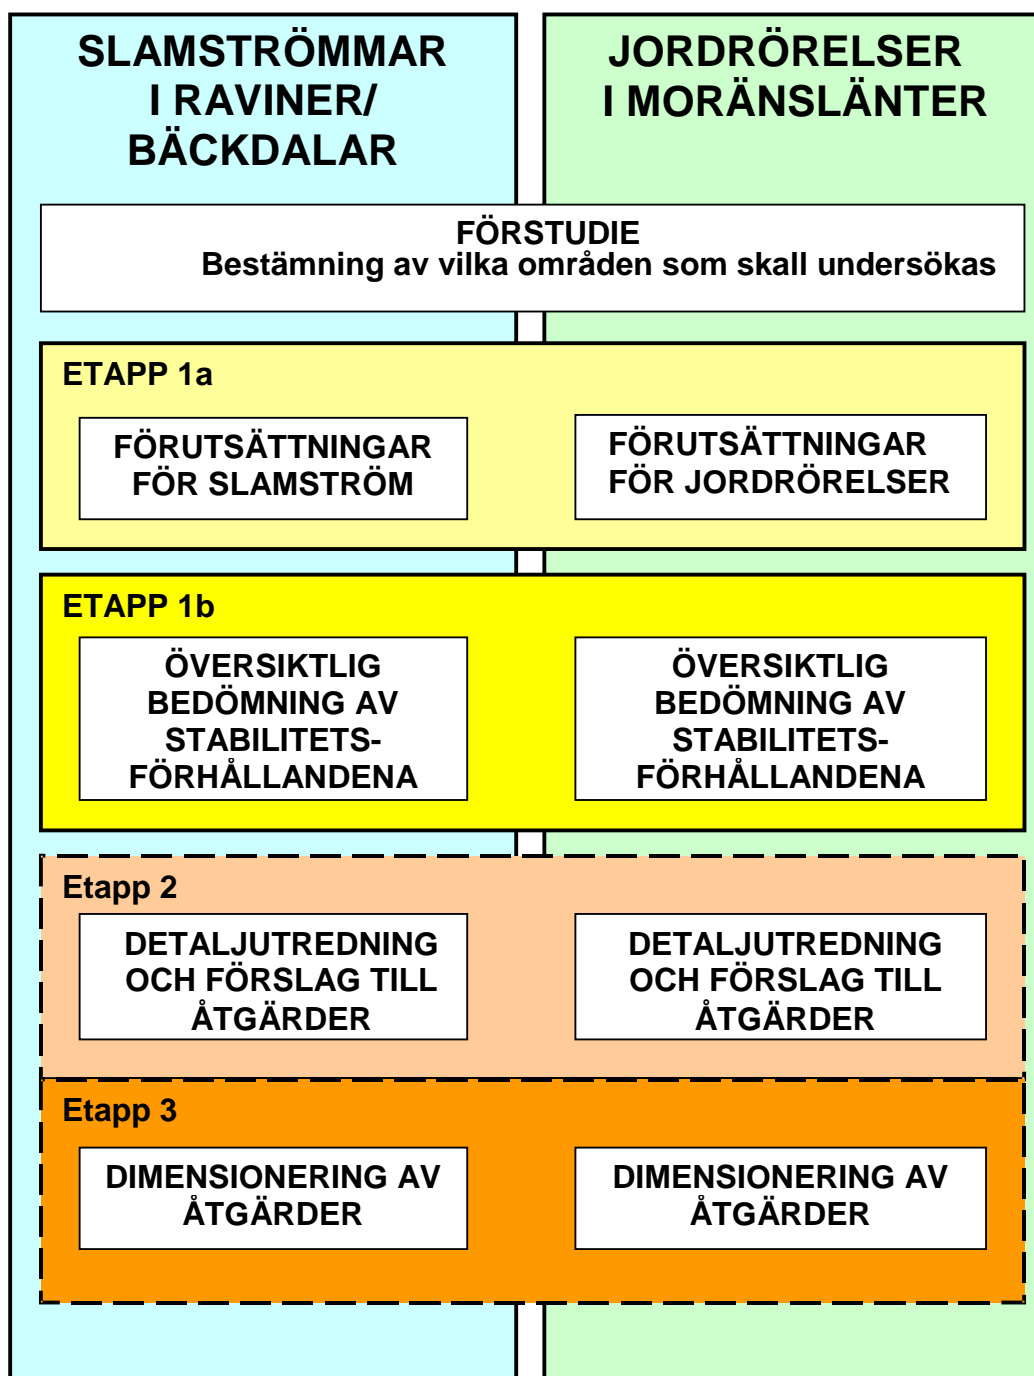 SLAMSTRÖMMAR
I RAVINER/
BÄCKDALAR
JORDRÖRELSER
I MORÄNSLÄNTER
FÖRSTUDIE
Bestämning av vilka områden som skall undersökas
ETAPP 1a
FÖRUTSÄTTNINGAR
FÖR SLAMSTRÖM
FÖRUTSÄTTNINGAR
FÖR JORDRÖRELSER
ETAPP 1b
ÖVERSIKTLIG
BEDÖMNING AV
STABILITETS-
FÖRHÅLLANDENA
ÖVERSIKTLIG
BEDÖMNING AV
STABILITETS-
FÖRHÅLLANDENA
Etapp 2
DETALJUTREDNING
OCH FÖRSLAG TILL
ÅTGÄRDER
DETALJUTREDNING
OCH FÖRSLAG TILL
ÅTGÄRDER
Etapp 3
DIMENSIONERING AV
ÅTGÄRDER
DIMENSIONERING AV
ÅTGÄRDER